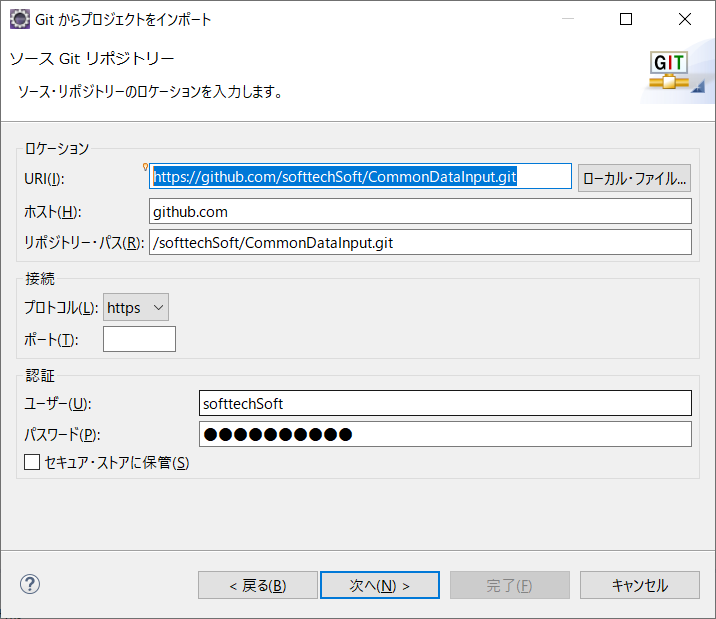 Git からプロジェクトをインポート
ソース Git リポジトリー
ソース・リポジトリーのロケーションを入力します。
GIT
ロケーション
URI(I): https://github.com/softtechSoft/CommonDataInput.git ローカル・ファイル...
ホスト(H): github.com
リポジトリー・パス(R): /softtechSoft/CommonDataInput.git
接続
プロトコル(L): https
ポート(T):
認証
ユーザー(U): softtechSoft
パスワード(P): ●●●●●●●●●●
セキュア・ストアに保管(S)
< 戻る(B) 次へ(N) > 完了(F) キャンセル